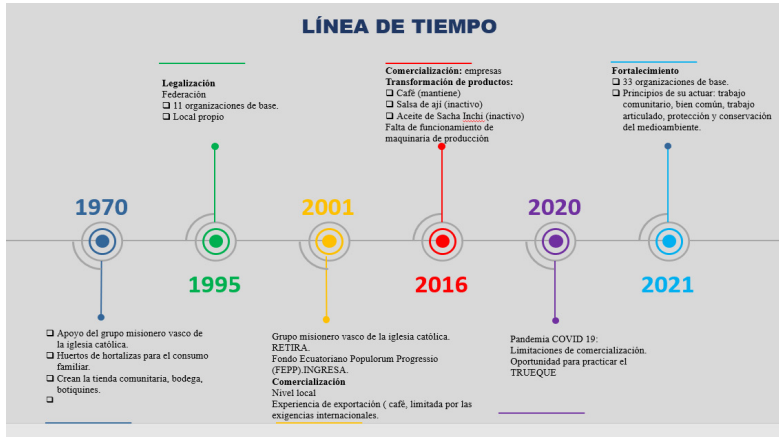 LÍNEA DE TIEMPO
Legalización
Federación
❑ 11 organizaciones de base.
❑ Local propio
Comercialización: empresas
Transformación de productos:
❑ Café (mantiene)
❑ Salsa de ají (inactivo)
❑ Aceite de Sacha Inchi (inactivo)
Falta de funcionamiento de
maquinaria de producción
Fortalecimiento
❑ 33 organizaciones de base.
❑ Principios de su actuar: trabajo
comunitario, bien común, trabajo
articulado, protección y conservación
del medioambiente.
1970
1995
2001
2016
2020
2021
❑ Apoyo del grupo misionero vasco de
la iglesia católica.
❑ Huertos de hortalizas para el consumo
familiar.
❑ Crean la tienda comunitaria, bodega,
botiquines.
❑
Grupo misionero vasco de la iglesia católica.
RETIRA.
Fondo Ecuatoriano Populorum Progressio
(FEPP).INGRESA.
Comercialización
Nivel local
Experiencia de exportación ( café, limitada por las
exigencias internacionales.
Pandemia COVID 19:
Limitaciones de comercialización.
Oportunidad para practicar el
TRUEQUE